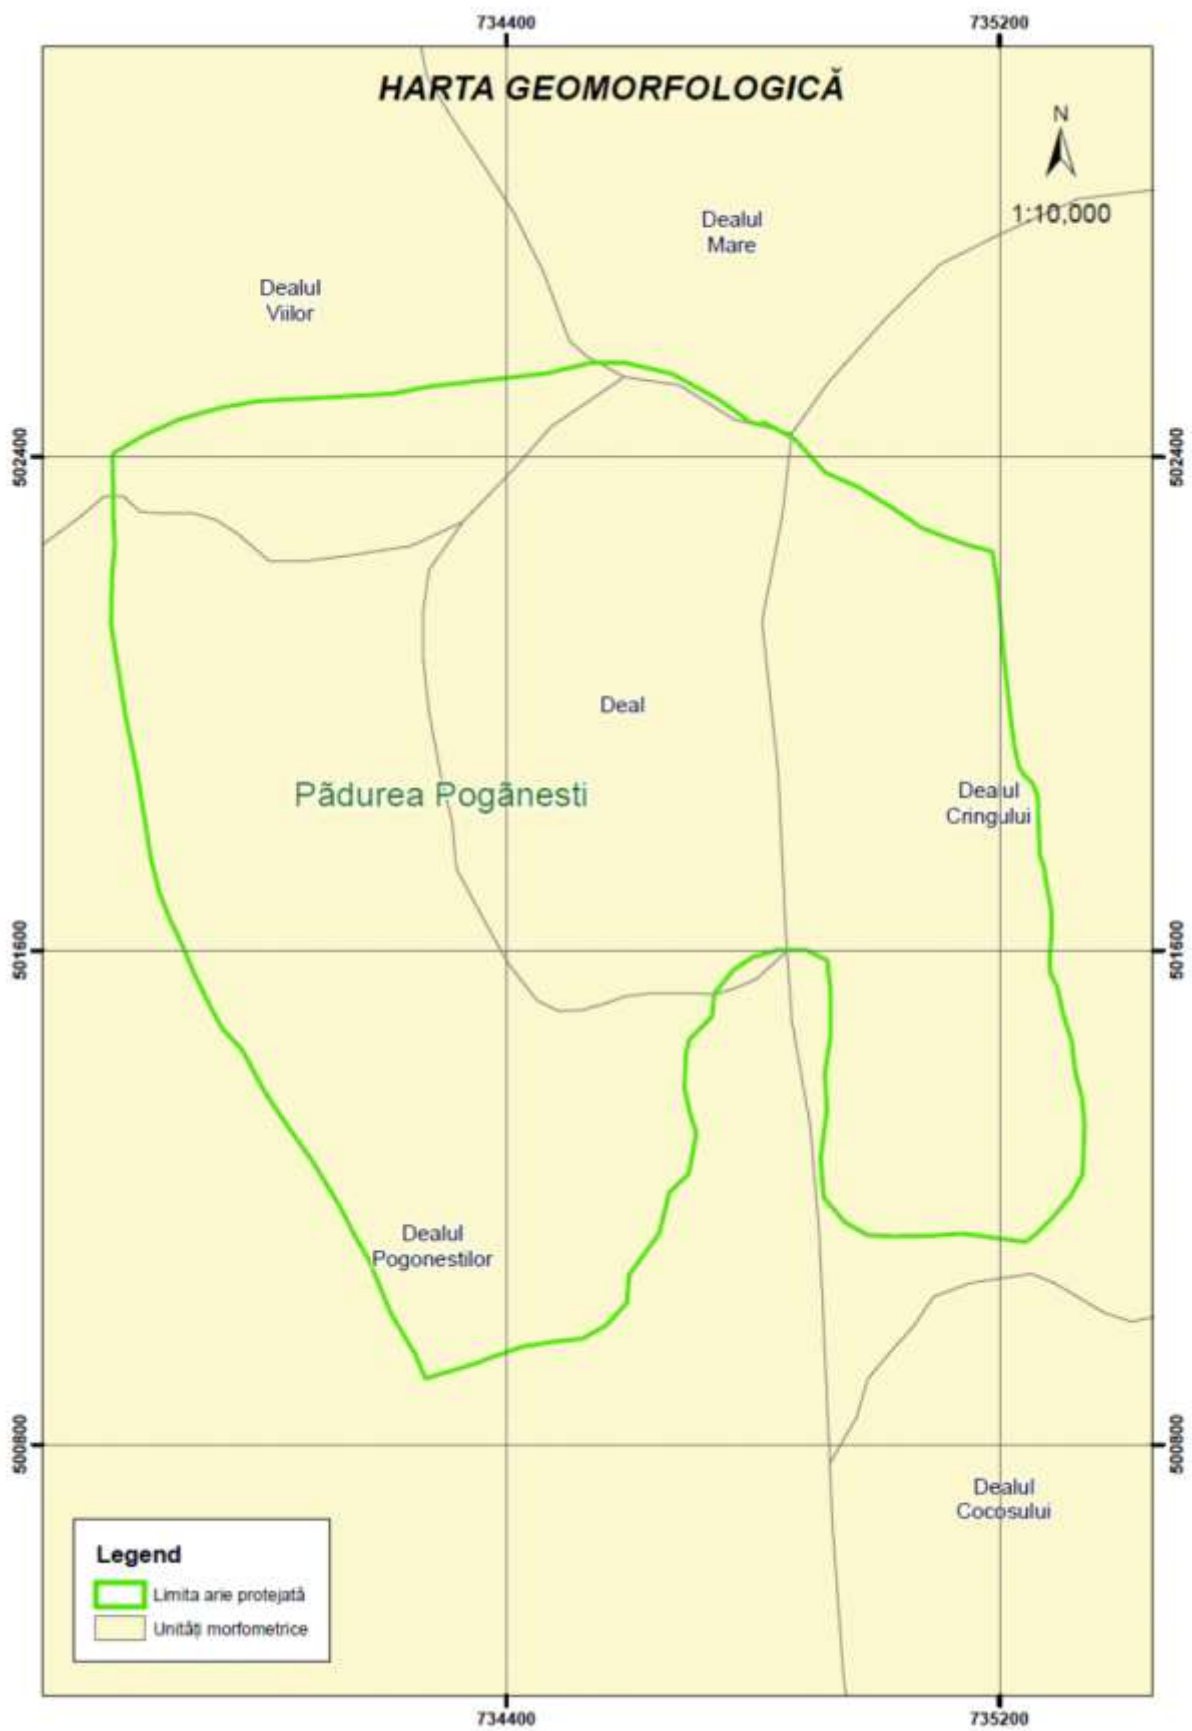 734400
735200
HARTA GEOMORFOLOGICĂ
N
1:10,000
Dealul
Mare
Dealul
Viilor
502400
502400
Deal
Pădurea Pogănesti
Dealul
Cringului
501600
501600
Dealul
Pogonestilor
500800
500800
Dealul
Cocosului
Legend
Limita arie protejată
Unități morfometrice
734400
735200